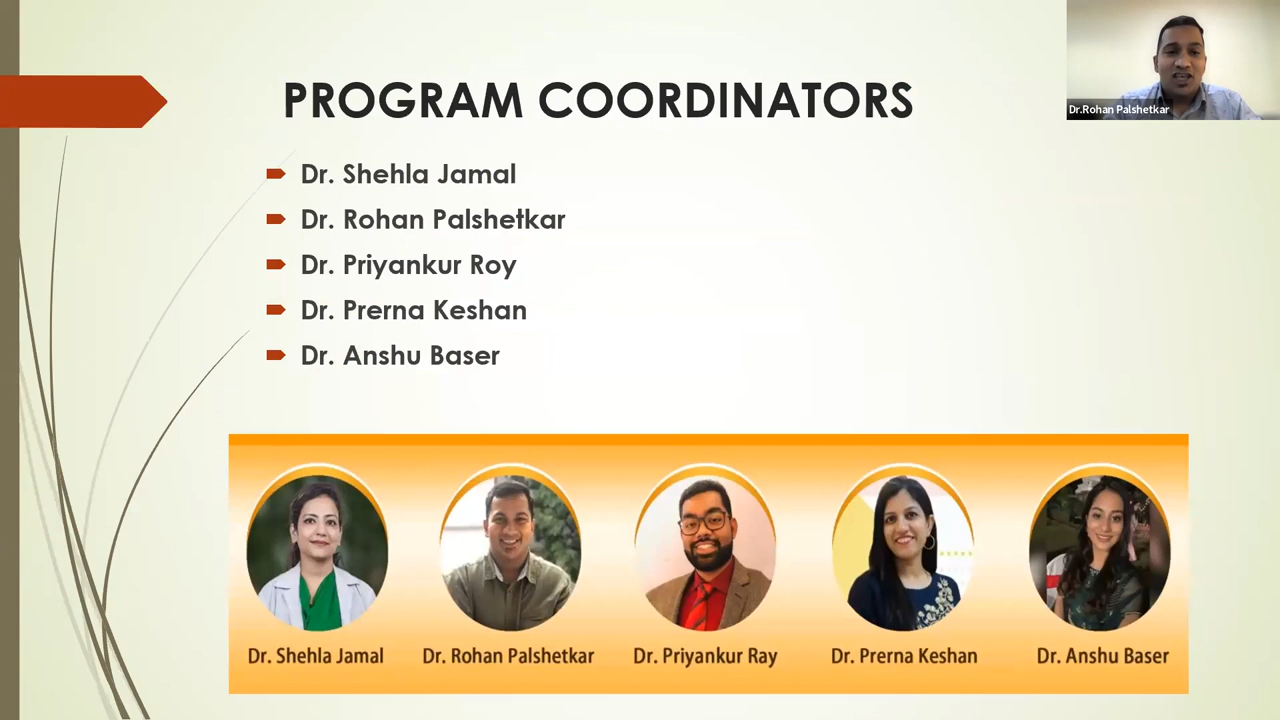 PROGRAM COORDINATORS
Dr.Rohan Palshetkar
Dr. Shehla Jamal
Dr. Rohan Palshetkar
Dr. Priyankur Roy
Dr. Prerna Keshan
Dr. Anshu Baser
Dr. Shehla Jamal
Dr. Rohan Palshetkar
Dr. Priyankur Ray
Dr. Prerna Keshan
Dr. Anshu Baser